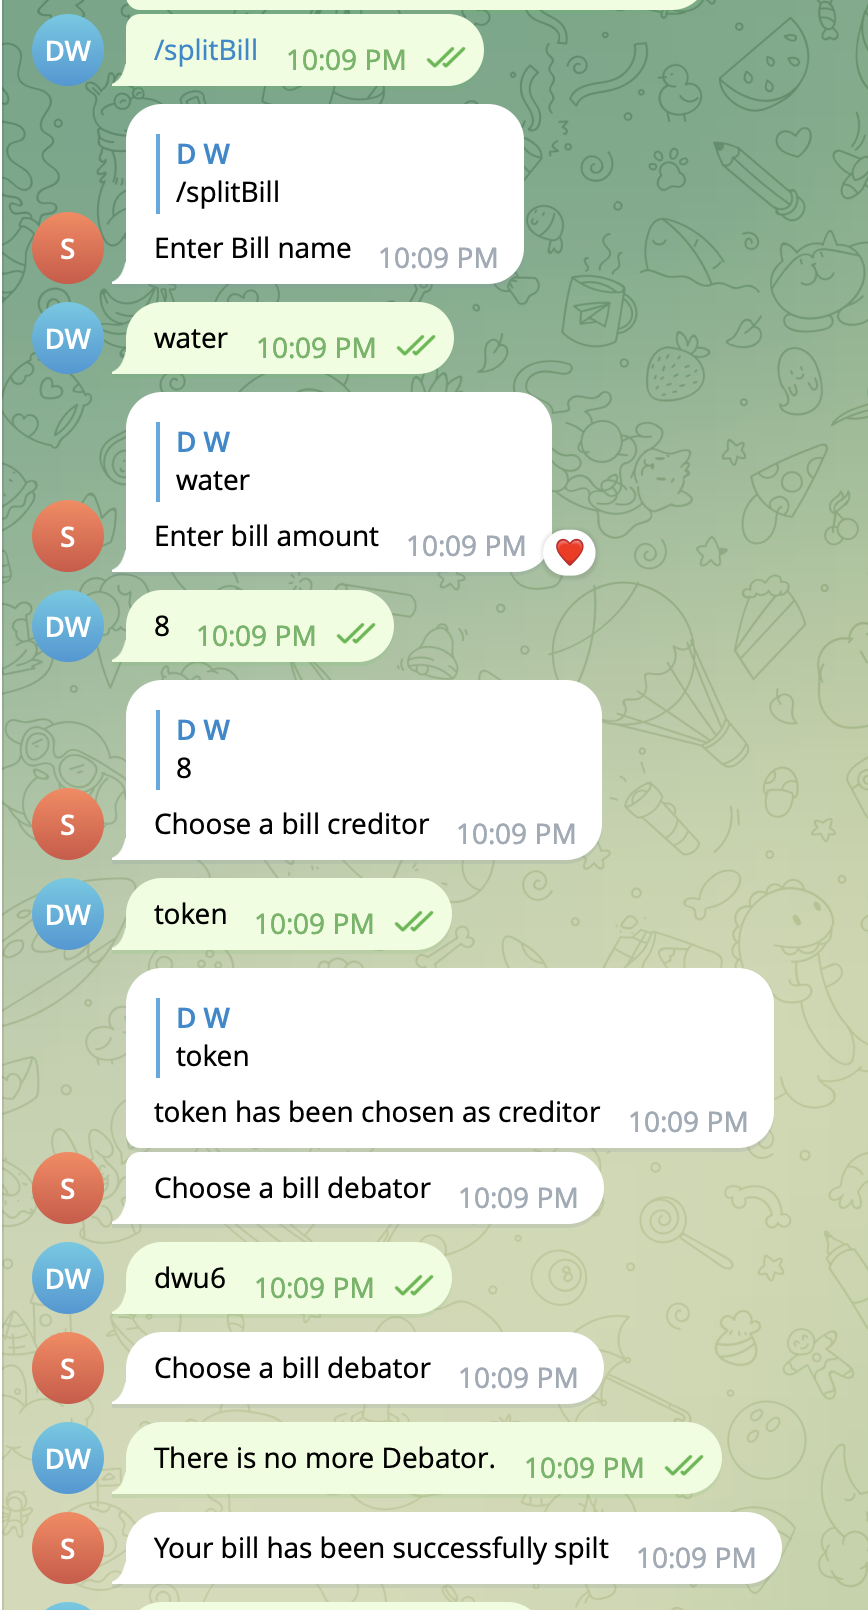 DW
/splitBill 10:09 PM
D W
/splitBill
S
Enter Bill name 10:09 PM
DW
water 10:09 PM
D W
water
S
Enter bill amount 10:09 PM
DW
8 10:09 PM
D W
8
S
Choose a bill creditor 10:09 PM
DW
token 10:09 PM
D W
token
token has been chosen as creditor 10:09 PM
S
Choose a bill debator 10:09 PM
DW
dwu6 10:09 PM
S
Choose a bill debator 10:09 PM
DW
There is no more Debator. 10:09 PM
S
Your bill has been successfully spilt 10:09 PM